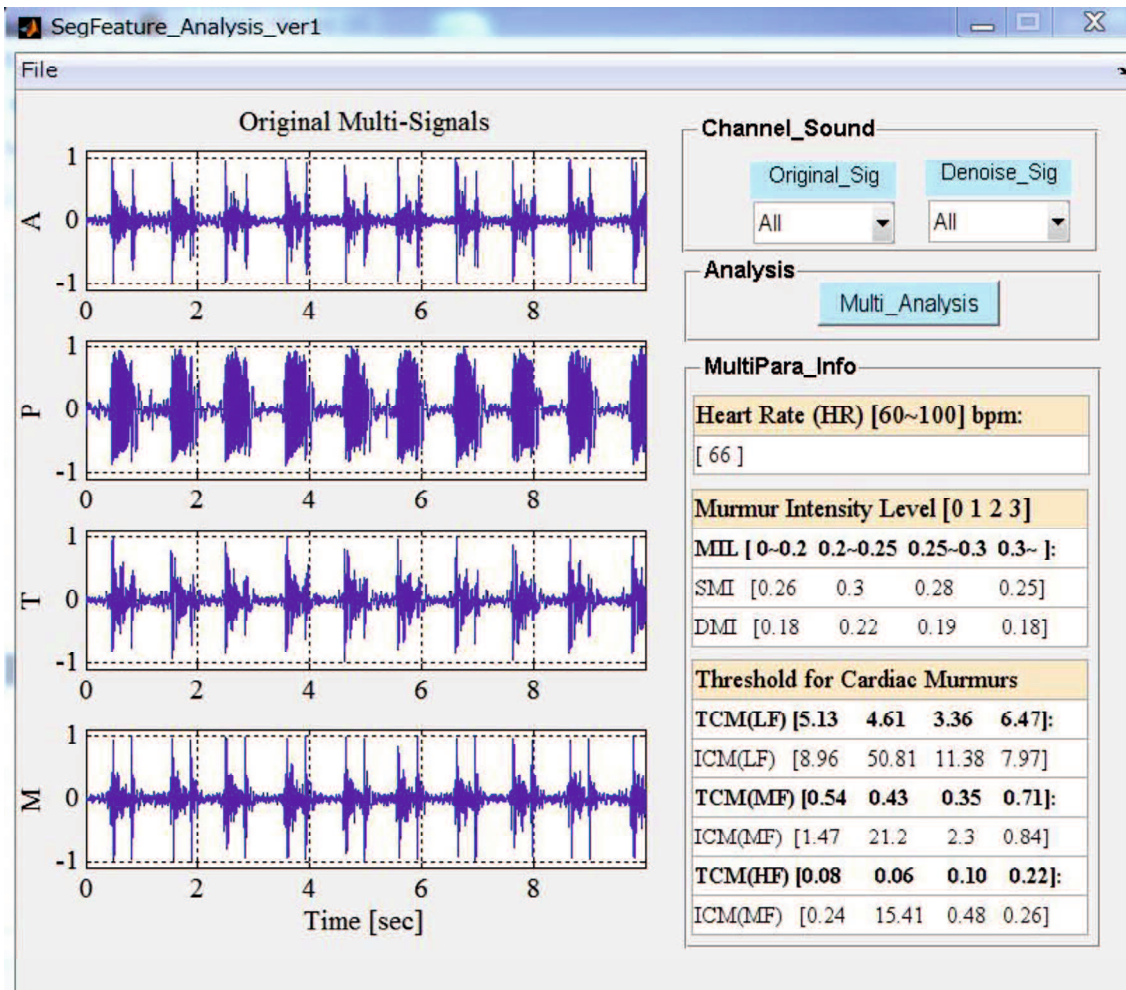 SegFeature_Analysis_ver1
File
Original Multi-Signals
A
1
0
-1
0 2 4 6 8
P
1
0
-1
0 2 4 6 8
T
1
0
-1
0 2 4 6 8
M
1
0
-1
0 2 4 6 8
Time [sec]
Channel_Sound
Original_Sig Denoise_Sig
All All
Analysis
Multi_Analysis
MultiPara_Info
Heart Rate (HR) [60~100] bpm:
[ 66 ]
Murmur Intensity Level [0 1 2 3]
MIL [ 0~0.2 0.2~0.25 0.25~0.3 0.3~ ]:
SMI [0.26 0.3 0.28 0.25]
DMI [0.18 0.22 0.19 0.18]
Threshold for Cardiac Murmurs
TCM(LF) [5.13 4.61 3.36 6.47]:
ICM(LF) [8.96 50.81 11.38 7.97]
TCM(MF) [0.54 0.43 0.35 0.71]:
ICM(MF) [1.47 21.2 2.3 0.84]
TCM(HF) [0.08 0.06 0.10 0.22]:
ICM(MF) [0.24 15.41 0.48 0.26]